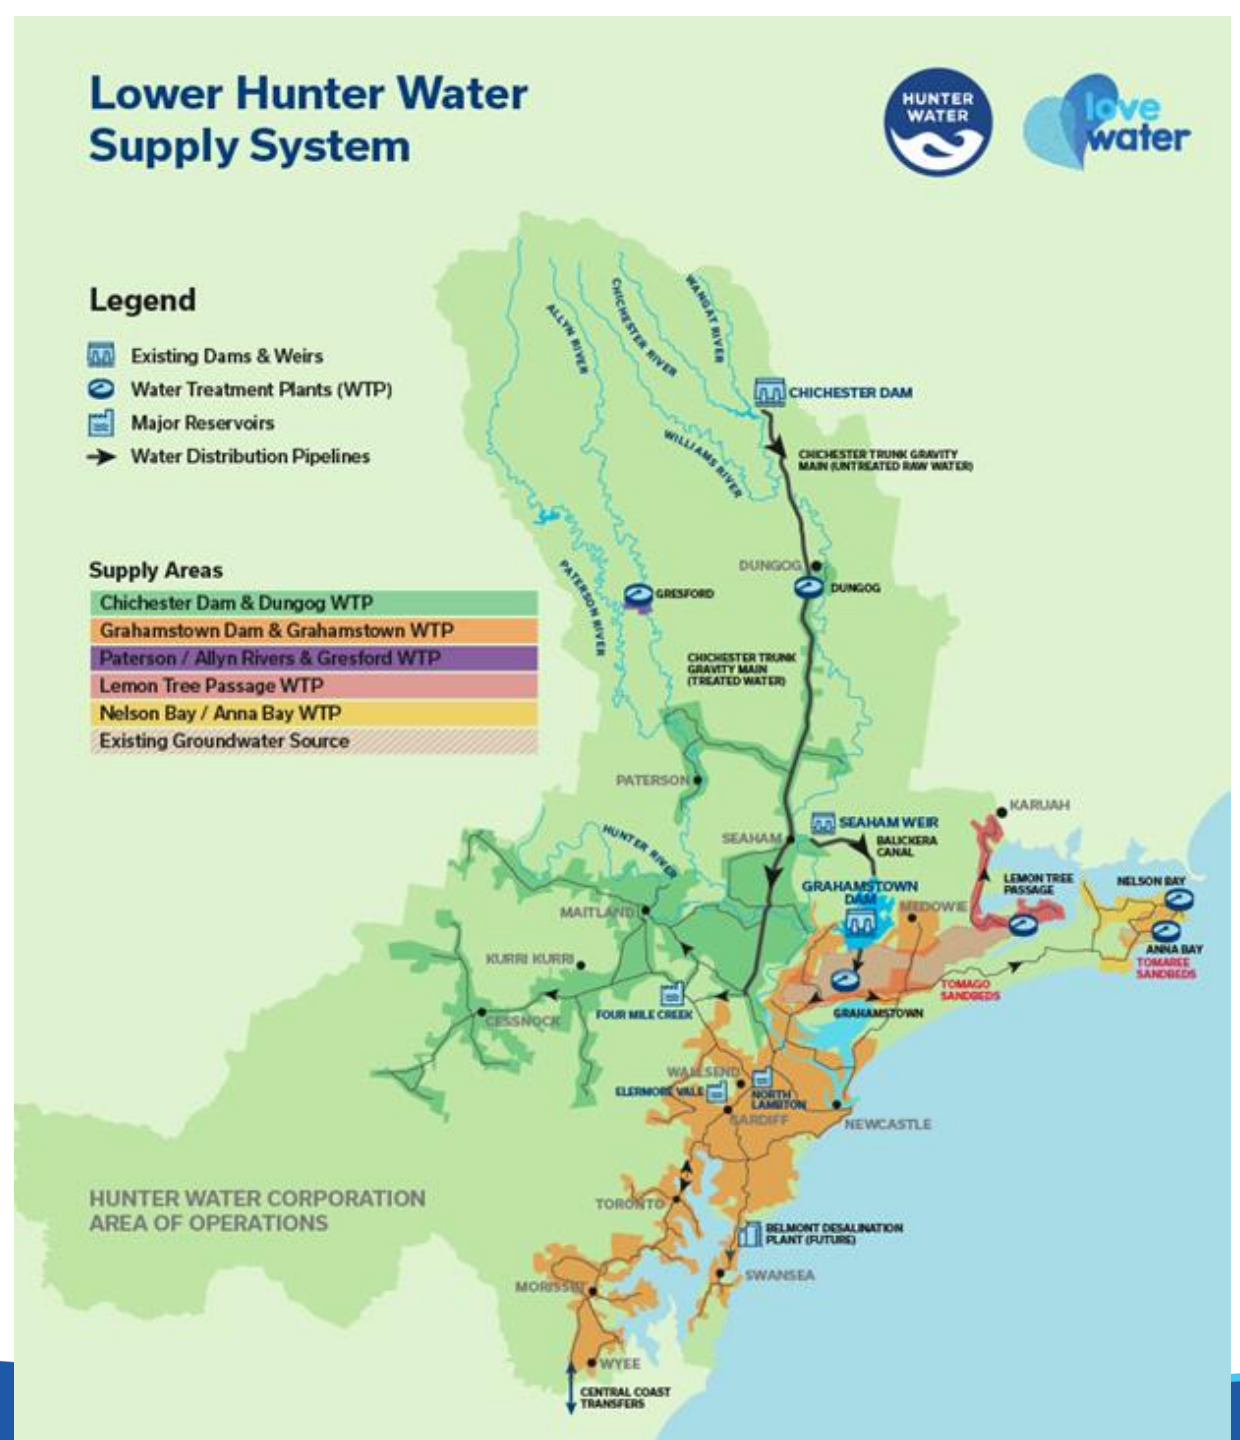 Lower Hunter Water
Supply System
HUNTER
WATER
love
water
Legend
Existing Dams & Weirs
Water Treatment Plants (WTP)
Major Reservoirs
Water Distribution Pipelines
Supply Areas
Chichester Dam & Dungog WTP
Grahamstown Dam & Grahamstown WTP
Paterson / Allyn Rivers & Gresford WTP
Lemon Tree Passage WTP
Nelson Bay / Anna Bay WTP
Existing Groundwater Source
ALLYN RIVER
CHICHESTER RIVER
WANGAT RIVER
CHICHESTER DAM
WILLIAMS RIVER
CHICHESTER TRUNK GRAVITY
MAIN (UNTREATED RAW WATER)
PATERSON RIVER
DUNGOG
DUNGOG
GRESFORD
CHICHESTER TRUNK
GRAVITY MAIN
(TREATED WATER)
PATERSON
KARUAH
SEAHAM WEIR
SEAHAM
BALICKERA
CANAL
HUNTER RIVER
GRAHAMSTOWN
DAM
LEMON TREE
PASSAGE
NELSON BAY
MAITLAND
MEDOWIE
ANNA BAY
KURRI KURRI
TOMAREE
SANDBEDS
TOMAGO
SANDBEDS
FOUR MILE CREEK
GRAHAMSTOWN
CESSNOCK
WALLSEND
ELERMORE VALE
NORTH
LAMBTON
CARDIFF
NEWCASTLE
HUNTER WATER CORPORATION
AREA OF OPERATIONS
TORONTO
BELMONT DESALINATION
PLANT (FUTURE)
SWANSEA
MORISSET
WYEE
CENTRAL COAST
TRANSFERS